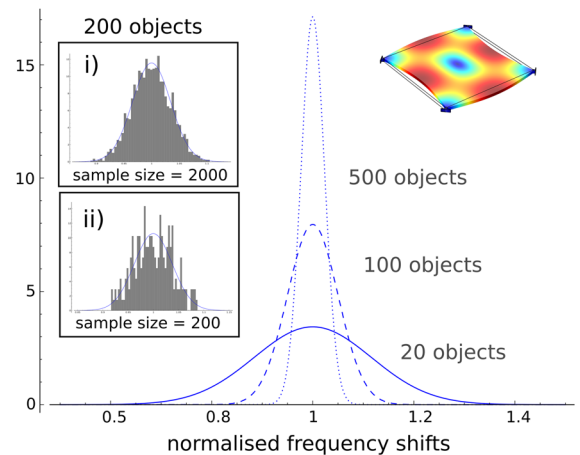 200 objects
i)
sample size = 2000
ii)
sample size = 200
500 objects
100 objects
20 objects
15
10
5
0
0.5
0.8
1
1.2
1.4
normalised frequency shifts